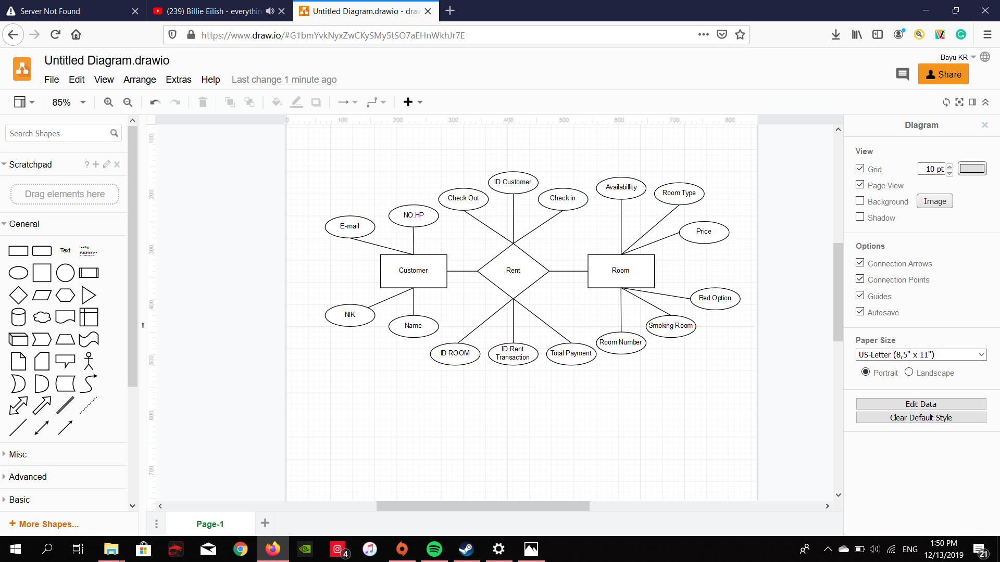 Server Not Found
(239) Billie Eilish - everythin
Untitled Diagram.drawio - draw
https://www.draw.io/#G1bmYvkNyxZwCKySMy5tSO7aEHnWkhJr7E
Untitled Diagram.drawio
Bayu KR
File Edit View Arrange Extras Help Last change 1 minute ago
Share
85%
Search Shapes
Scratchpad
?
Drag elements here
General
Text
Heading
Misc
Advanced
Basic
+ More Shapes...
0 100 200 300 400 500 600 700 800
100
200
300
400
500
600
700
ID Customer
Check Out
Check in
Availabillity
Room Type
NO.HP
E-mail
Price
Customer
Rent
Room
Bed Option
NIK
Name
Smoking Room
Room Number
ID ROOM
ID Rent
Transaction
Total Payment
Diagram
View
Grid
10 pt
Page View
Background
Image
Shadow
Options
Connection Arrows
Connection Points
Guides
Autosave
Paper Size
US-Letter (8,5" x 11")
Portrait
Landscape
Edit Data
Clear Default Style
Page-1
4
ENG
1:50 PM
12/13/2019
21